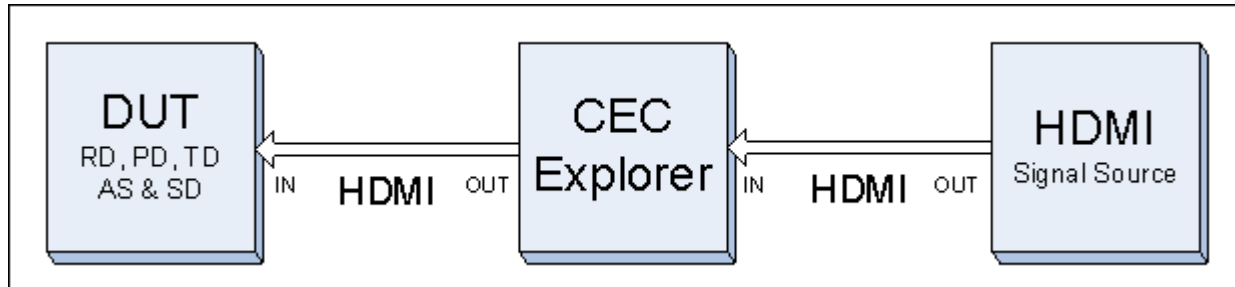 DUT
RD, PD, TD
AS & SD
IN
HDMI
OUT
CEC
Explorer
IN
HDMI
OUT
HDMI
Signal Source